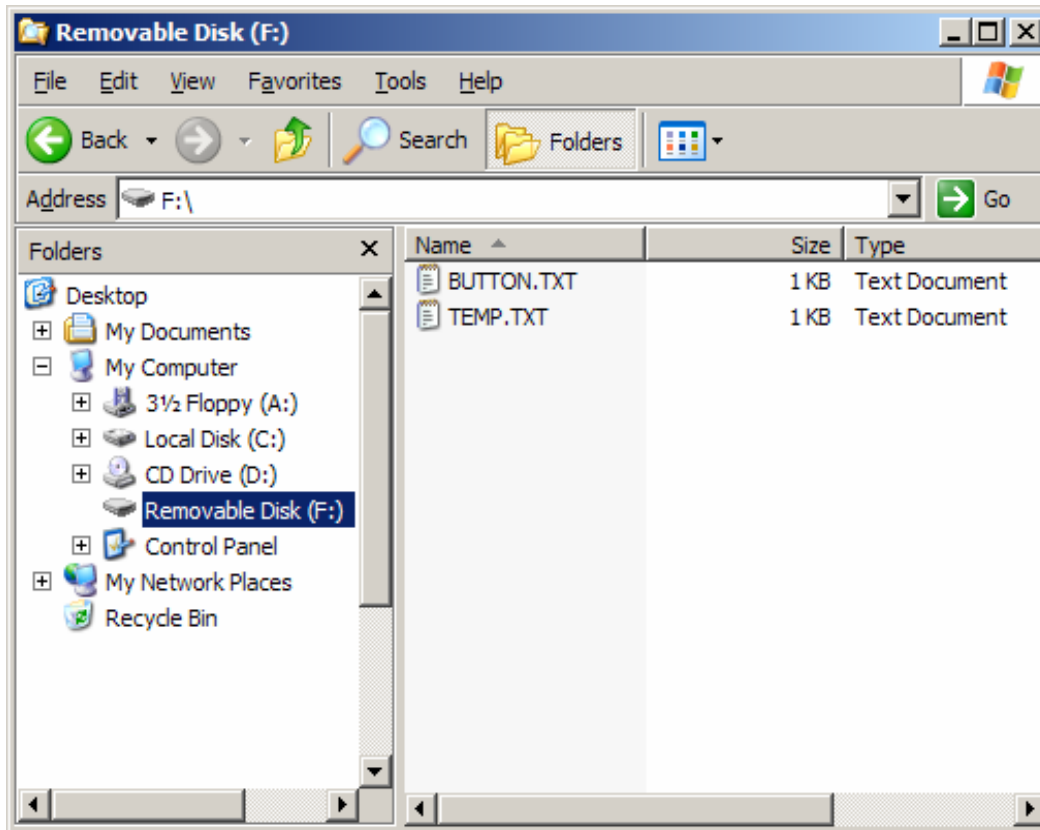 Removable Disk (F:)
File Edit View Favorites Tools Help
Back Search Folders
Address F:\ Go
Folders
Desktop
My Documents
My Computer
3½ Floppy (A:)
Local Disk (C:)
CD Drive (D:)
Removable Disk (F:)
Control Panel
My Network Places
Recycle Bin
Name Size Type
BUTTON.TXT 1 KB Text Document
TEMP.TXT 1 KB Text Document